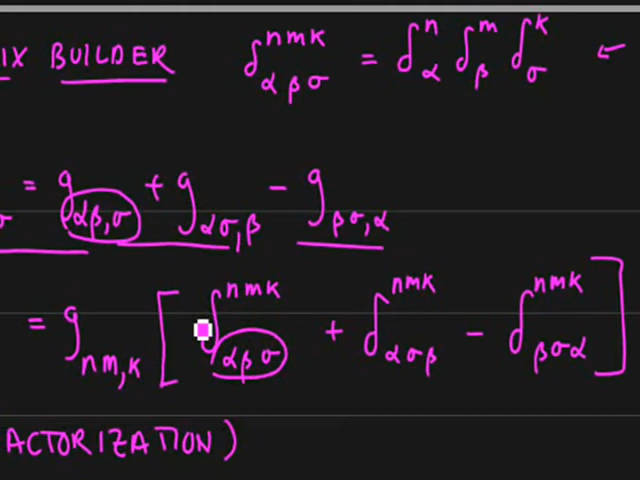 IX BUILDER δ^{nmk}_{αβσ} = δ^n_α δ^m_β δ^k_σ ←
σ = g_{αβ,σ} + g_{ασ,β} - g_{βσ,α}
= g_{nm,k} [ δ^{nmk}_{αβσ} + δ^{nmk}_{ασβ} - δ^{nmk}_{βσα} ]
ACTORIZATION)